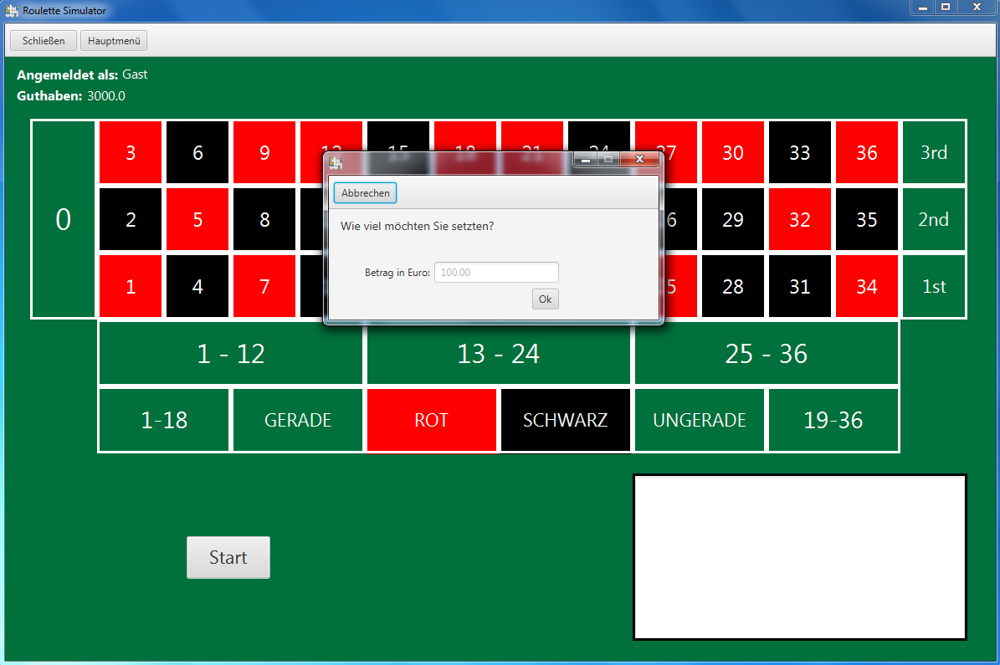 Roulette Simulator
Schließen Hauptmenü
Angemeldet als: Gast
Guthaben: 3000.0
3 6 9 12 15 18 21 24 27 30 33 36 3rd
Abbrechen
0 2 5 8 6 29 32 35 2nd
Wie viel möchten Sie setzten?
Betrag in Euro: 100.00
1 4 7 5 28 31 34 1st
Ok
1 - 12 13 - 24 25 - 36
1-18 GERADE ROT SCHWARZ UNGERADE 19-36
Start